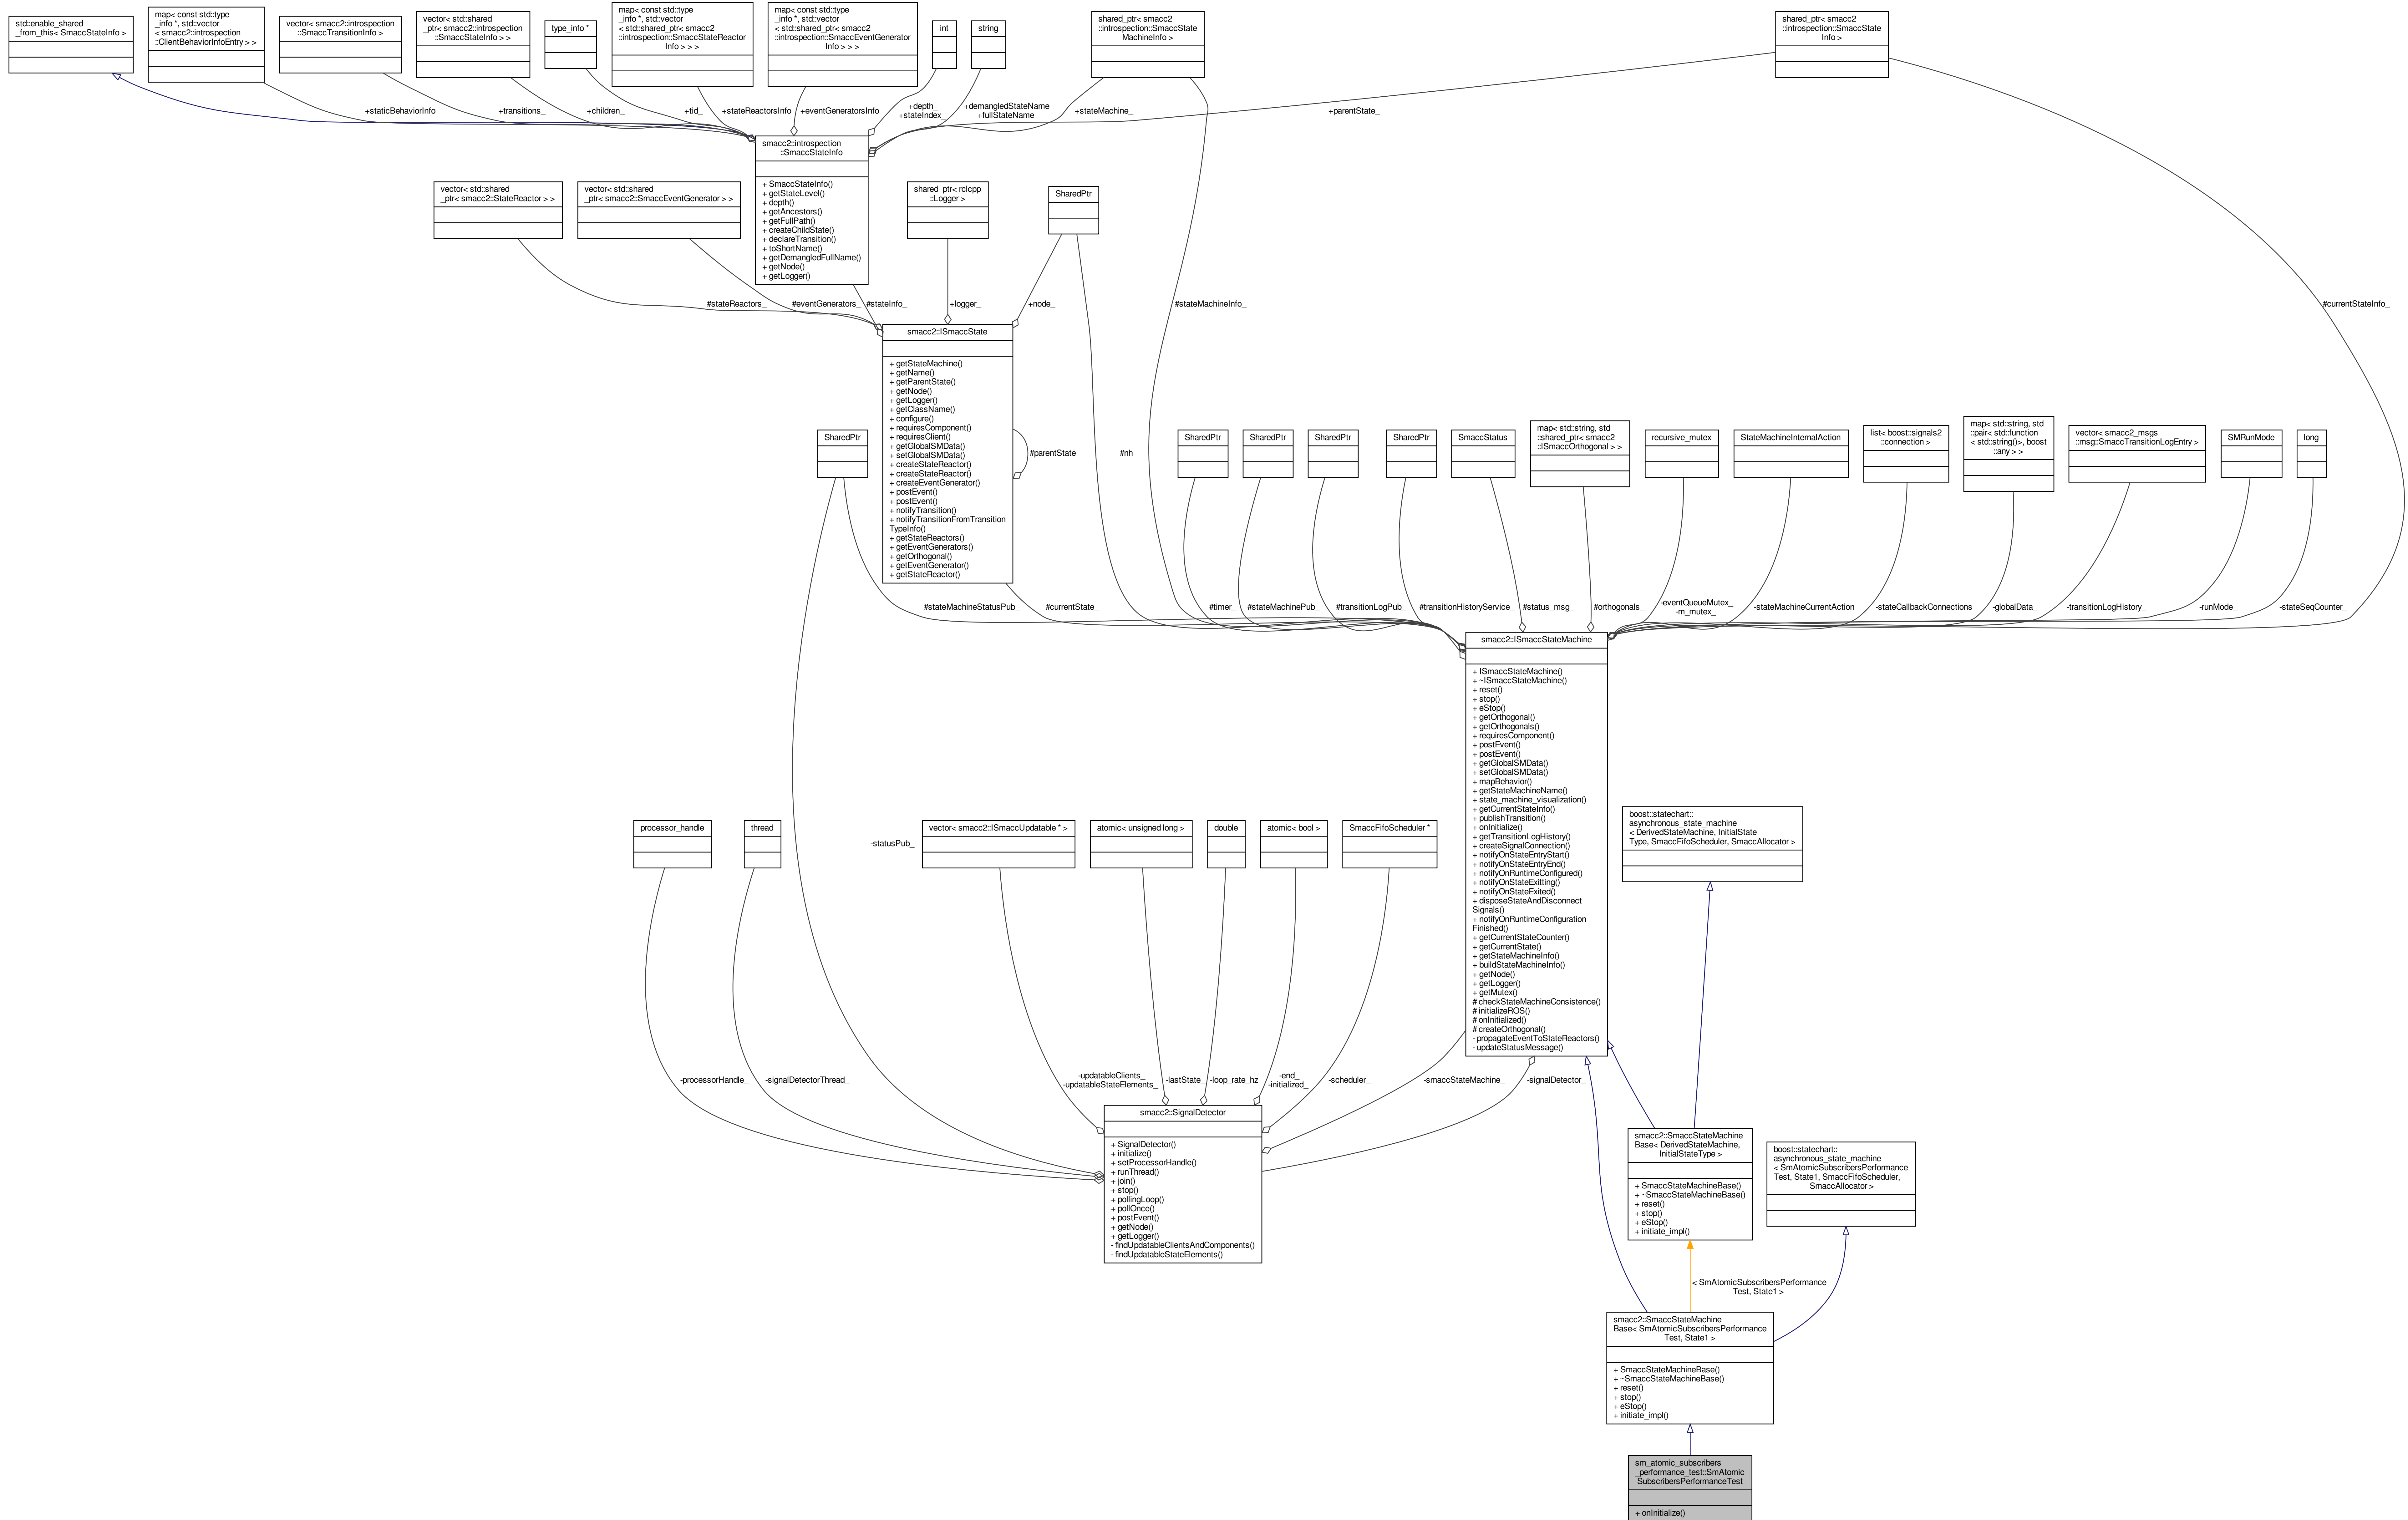 std::enable_shared
_from_this< SmaccStateInfo >
map< const std::type
_info *, std::vector
< smacc2::introspection
::ClientBehaviorInfoEntry > >
vector< smacc2::introspection
::SmaccTransitionInfo >
vector< std::shared
_ptr< smacc2::introspection
::SmaccStateInfo > >
type_info *
map< const std::type
_info *, std::vector
< std::shared_ptr< smacc2
::introspection::SmaccStateReactor
Info > > >
map< const std::type
_info *, std::vector
< std::shared_ptr< smacc2
::introspection::SmaccEventGenerator
Info > > >
int
string
shared_ptr< smacc2
::introspection::SmaccState
MachineInfo >
shared_ptr< smacc2
::introspection::SmaccState
Info >
+staticBehaviorInfo
+transitions_
+children_
+tid_
+stateReactorsInfo
+eventGeneratorsInfo
+depth_
+stateIndex_
+demangledStateName
+fullStateName
+stateMachine_
+parentState_
smacc2::introspection
::SmaccStateInfo
+ SmaccStateInfo()
+ getStateLevel()
+ depth()
+ getAncestors()
+ getFullPath()
+ createChildState()
+ declareTransition()
+ toShortName()
+ getDemangledFullName()
+ getNode()
+ getLogger()
vector< std::shared
_ptr< smacc2::StateReactor > >
vector< std::shared
_ptr< smacc2::SmaccEventGenerator > >
shared_ptr< rclcpp
::Logger >
SharedPtr
#stateReactors_
#eventGenerators_
#stateInfo_
+logger_
+node_
#stateMachineInfo_
#currentStateInfo_
smacc2::ISmaccState
+ getStateMachine()
+ getName()
+ getParentState()
+ getNode()
+ getLogger()
+ getClassName()
+ configure()
+ requiresComponent()
+ requiresClient()
+ getGlobalSMData()
+ setGlobalSMData()
+ createStateReactor()
+ createStateReactor()
+ createEventGenerator()
+ postEvent()
+ postEvent()
+ notifyTransition()
+ notifyTransitionFromTransition
TypeInfo()
+ getStateReactors()
+ getEventGenerators()
+ getOrthogonal()
+ getEventGenerator()
+ getStateReactor()
#parentState_
#nh_
SharedPtr
SharedPtr
SharedPtr
SharedPtr
SharedPtr
SmaccStatus
map< std::string, std
::shared_ptr< smacc2
::ISmaccOrthogonal > >
recursive_mutex
StateMachineInternalAction
list< boost::signals2
::connection >
map< std::string, std
::pair< std::function
< std::string()>, boost
::any > >
vector< smacc2_msgs
::msg::SmaccTransitionLogEntry >
SMRunMode
long
#stateMachineStatusPub_
#currentState_
#timer_
#stateMachinePub_
#transitionLogPub_
#transitionHistoryService_
#status_msg_
#orthogonals_
-eventQueueMutex_
-m_mutex_
-stateMachineCurrentAction
-stateCallbackConnections
-globalData_
-transitionLogHistory_
-runMode_
-stateSeqCounter_
smacc2::ISmaccStateMachine
+ ISmaccStateMachine()
+ ~ISmaccStateMachine()
+ reset()
+ stop()
+ eStop()
+ getOrthogonal()
+ getOrthogonals()
+ requiresComponent()
+ postEvent()
+ postEvent()
+ getGlobalSMData()
+ setGlobalSMData()
+ mapBehavior()
+ getStateMachineName()
+ state_machine_visualization()
+ getCurrentStateInfo()
+ publishTransition()
+ onInitialize()
+ getTransitionLogHistory()
+ createSignalConnection()
+ notifyOnStateEntryStart()
+ notifyOnStateEntryEnd()
+ notifyOnRuntimeConfigured()
+ notifyOnStateExitting()
+ notifyOnStateExited()
+ disposeStateAndDisconnect
Signals()
+ notifyOnRuntimeConfiguration
Finished()
+ getCurrentStateCounter()
+ getCurrentState()
+ getStateMachineInfo()
+ buildStateMachineInfo()
+ getNode()
+ getLogger()
+ getMutex()
# checkStateMachineConsistence()
# initializeROS()
# onInitialized()
# createOrthogonal()
- propagateEventToStateReactors()
- updateStatusMessage()
processor_handle
thread
-statusPub_
vector< smacc2::ISmaccUpdatable * >
atomic< unsigned long >
double
atomic< bool >
SmaccFifoScheduler *
boost::statechart::
asynchronous_state_machine
< DerivedStateMachine, InitialState
Type, SmaccFifoScheduler, SmaccAllocator >
-processorHandle_
-signalDetectorThread_
-updatableClients_
-updatableStateElements_
-lastState_
-loop_rate_hz
-end_
-initialized_
-scheduler_
-smaccStateMachine_
-signalDetector_
smacc2::SignalDetector
+ SignalDetector()
+ initialize()
+ setProcessorHandle()
+ runThread()
+ join()
+ stop()
+ pollingLoop()
+ pollOnce()
+ postEvent()
+ getNode()
+ getLogger()
- findUpdatableClientsAndComponents()
- findUpdatableStateElements()
smacc2::SmaccStateMachine
Base< DerivedStateMachine,
InitialStateType >
+ SmaccStateMachineBase()
+ ~SmaccStateMachineBase()
+ reset()
+ stop()
+ eStop()
+ initiate_impl()
boost::statechart::
asynchronous_state_machine
< SmAtomicSubscribersPerformance
Test, State1, SmaccFifoScheduler,
SmaccAllocator >
< SmAtomicSubscribersPerformance
Test, State1 >
smacc2::SmaccStateMachine
Base< SmAtomicSubscribersPerformance
Test, State1 >
+ SmaccStateMachineBase()
+ ~SmaccStateMachineBase()
+ reset()
+ stop()
+ eStop()
+ initiate_impl()
sm_atomic_subscribers
_performance_test::SmAtomic
SubscribersPerformanceTest
+ onInitialize()